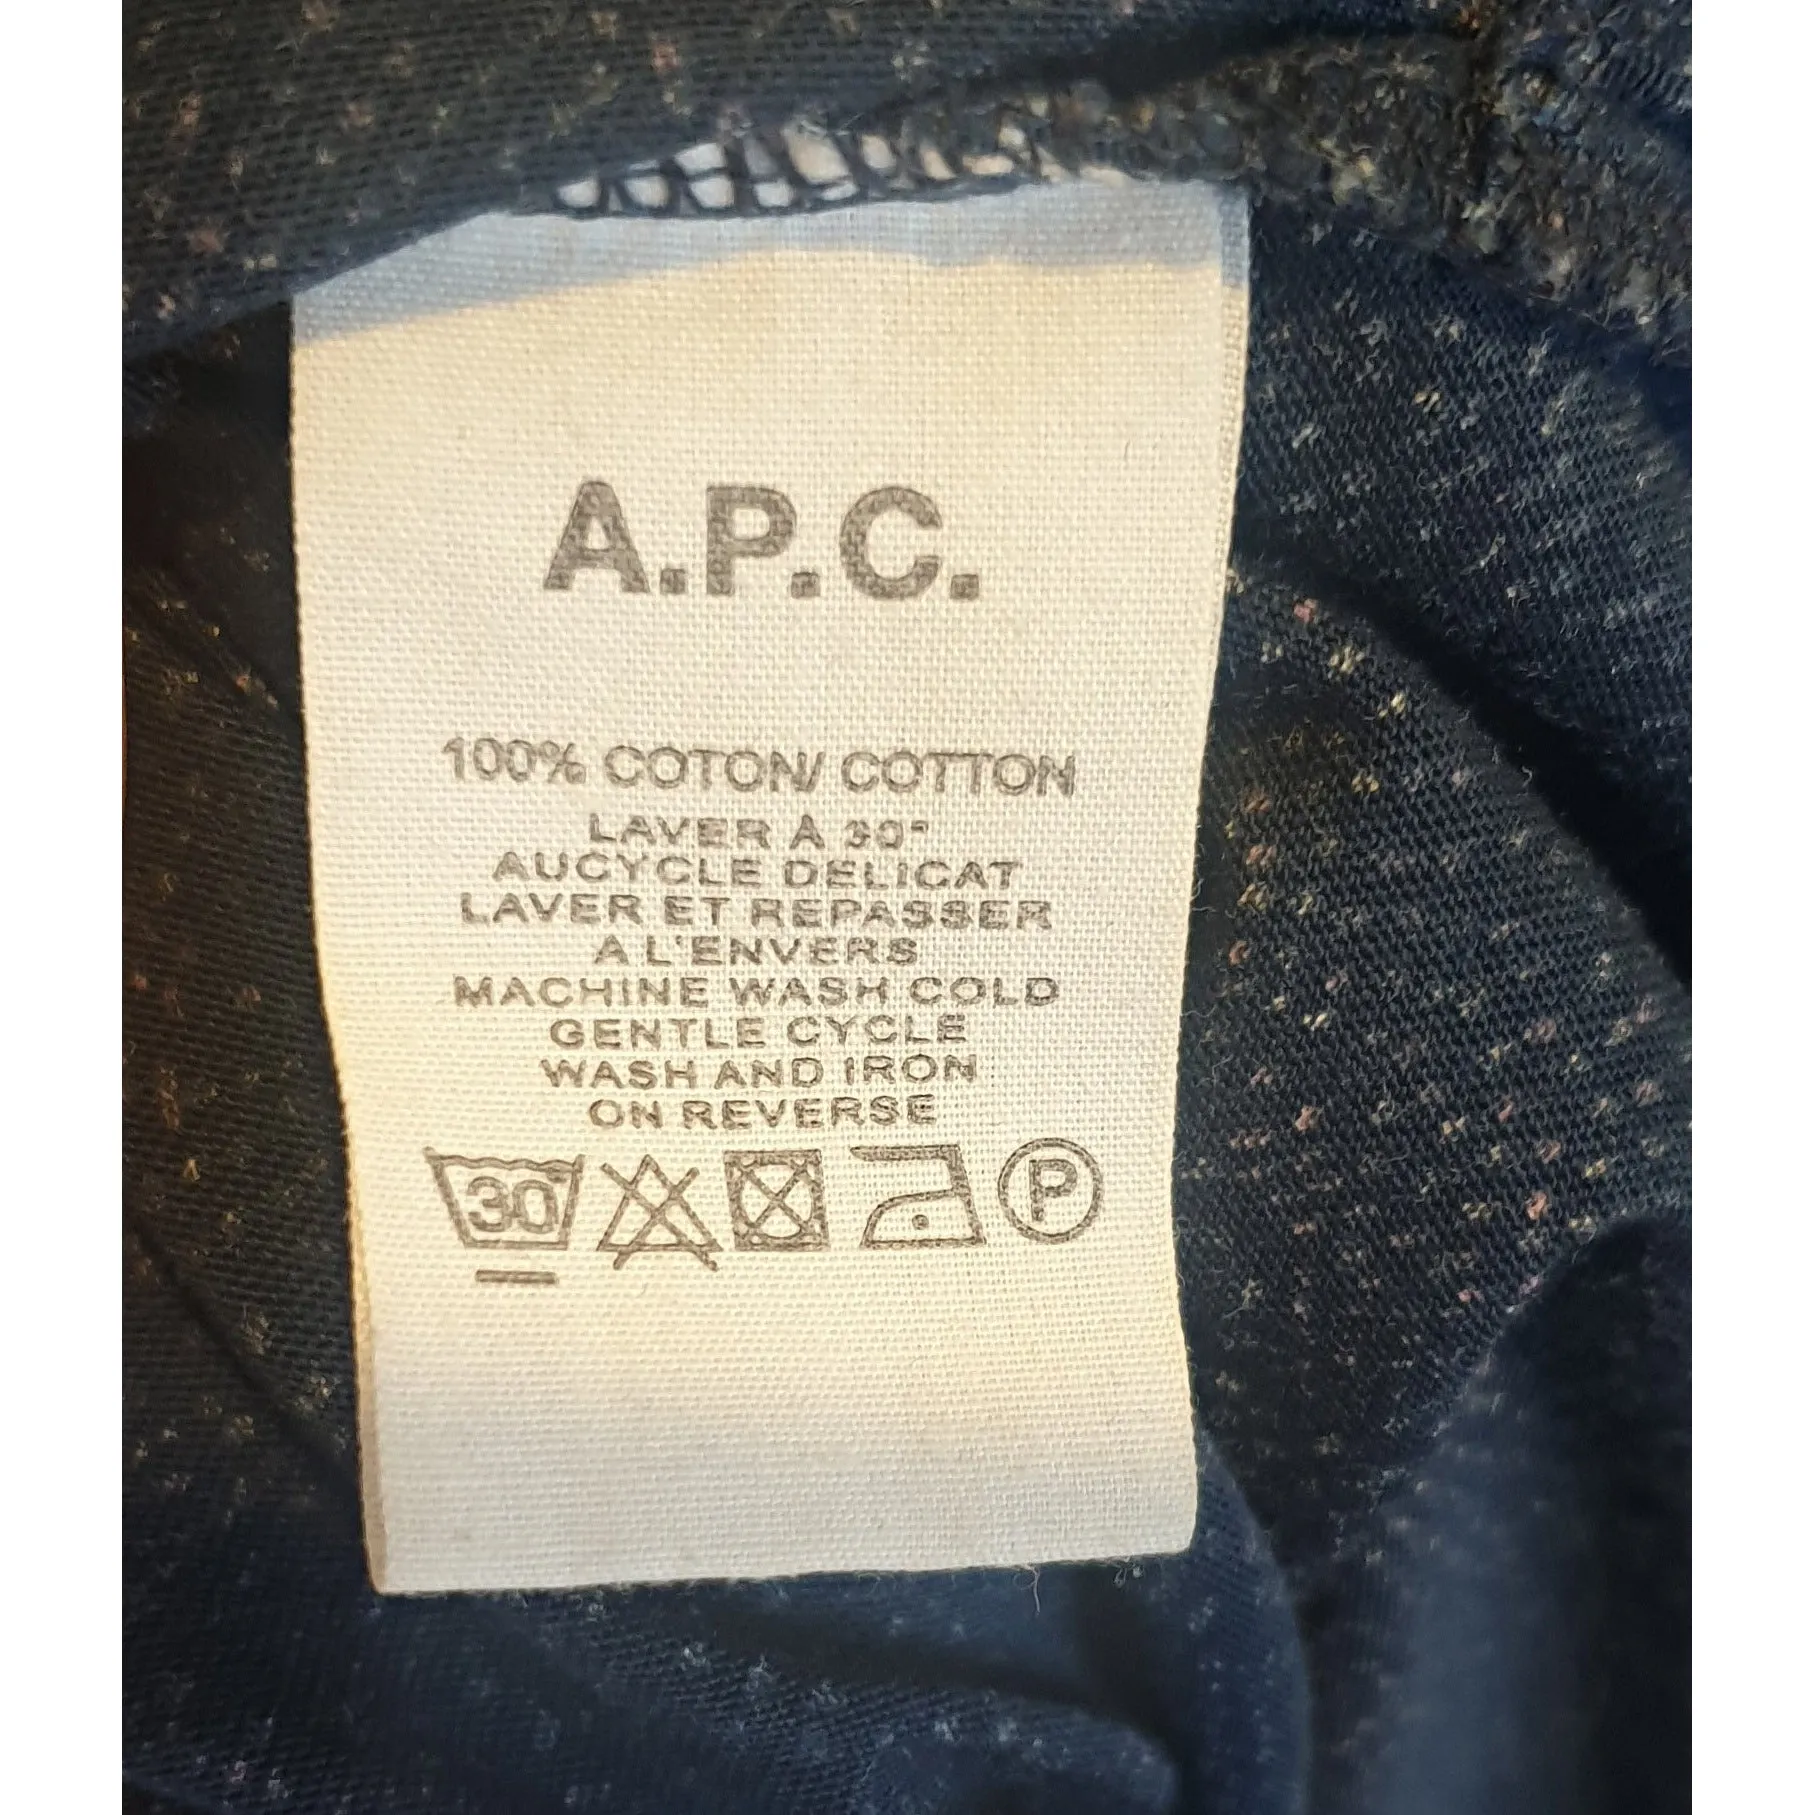 A.P.C.
100% COTON/ COTTON
LAVER À 30°
AUCYCLE DELICAT
LAVER ET REPASSER
A L'ENVERS
MACHINE WASH COLD
GENTLE CYCLE
WASH AND IRON
ON REVERSE
30° P